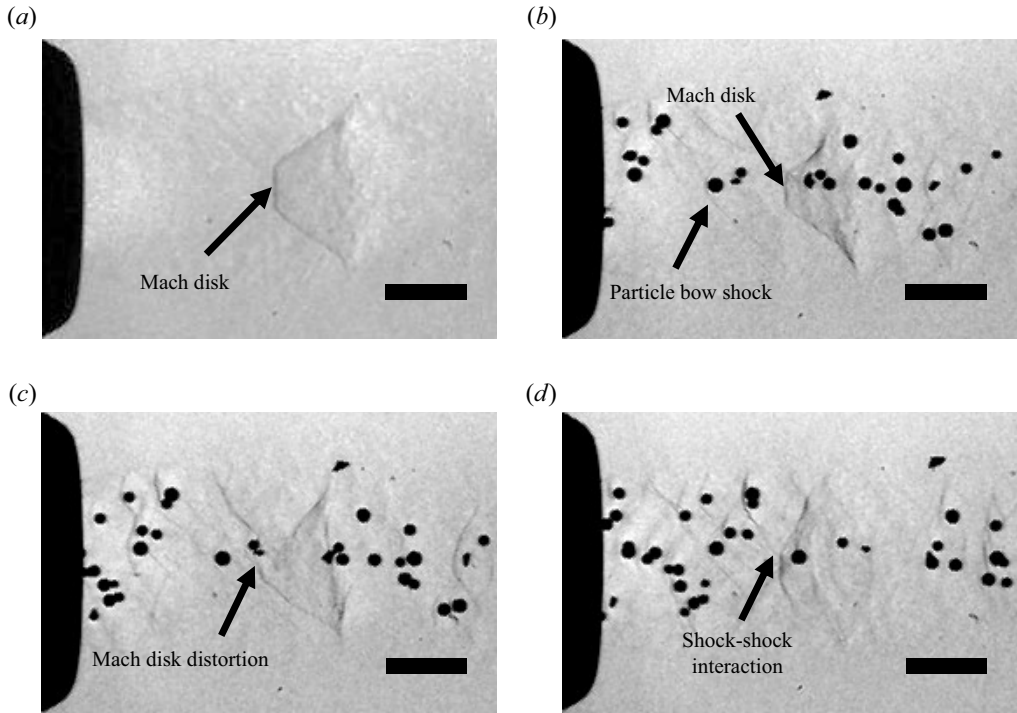 (a)
Mach disk
(b)
Mach disk
Particle bow shock
(c)
Mach disk distortion
(d)
Shock-shock
interaction